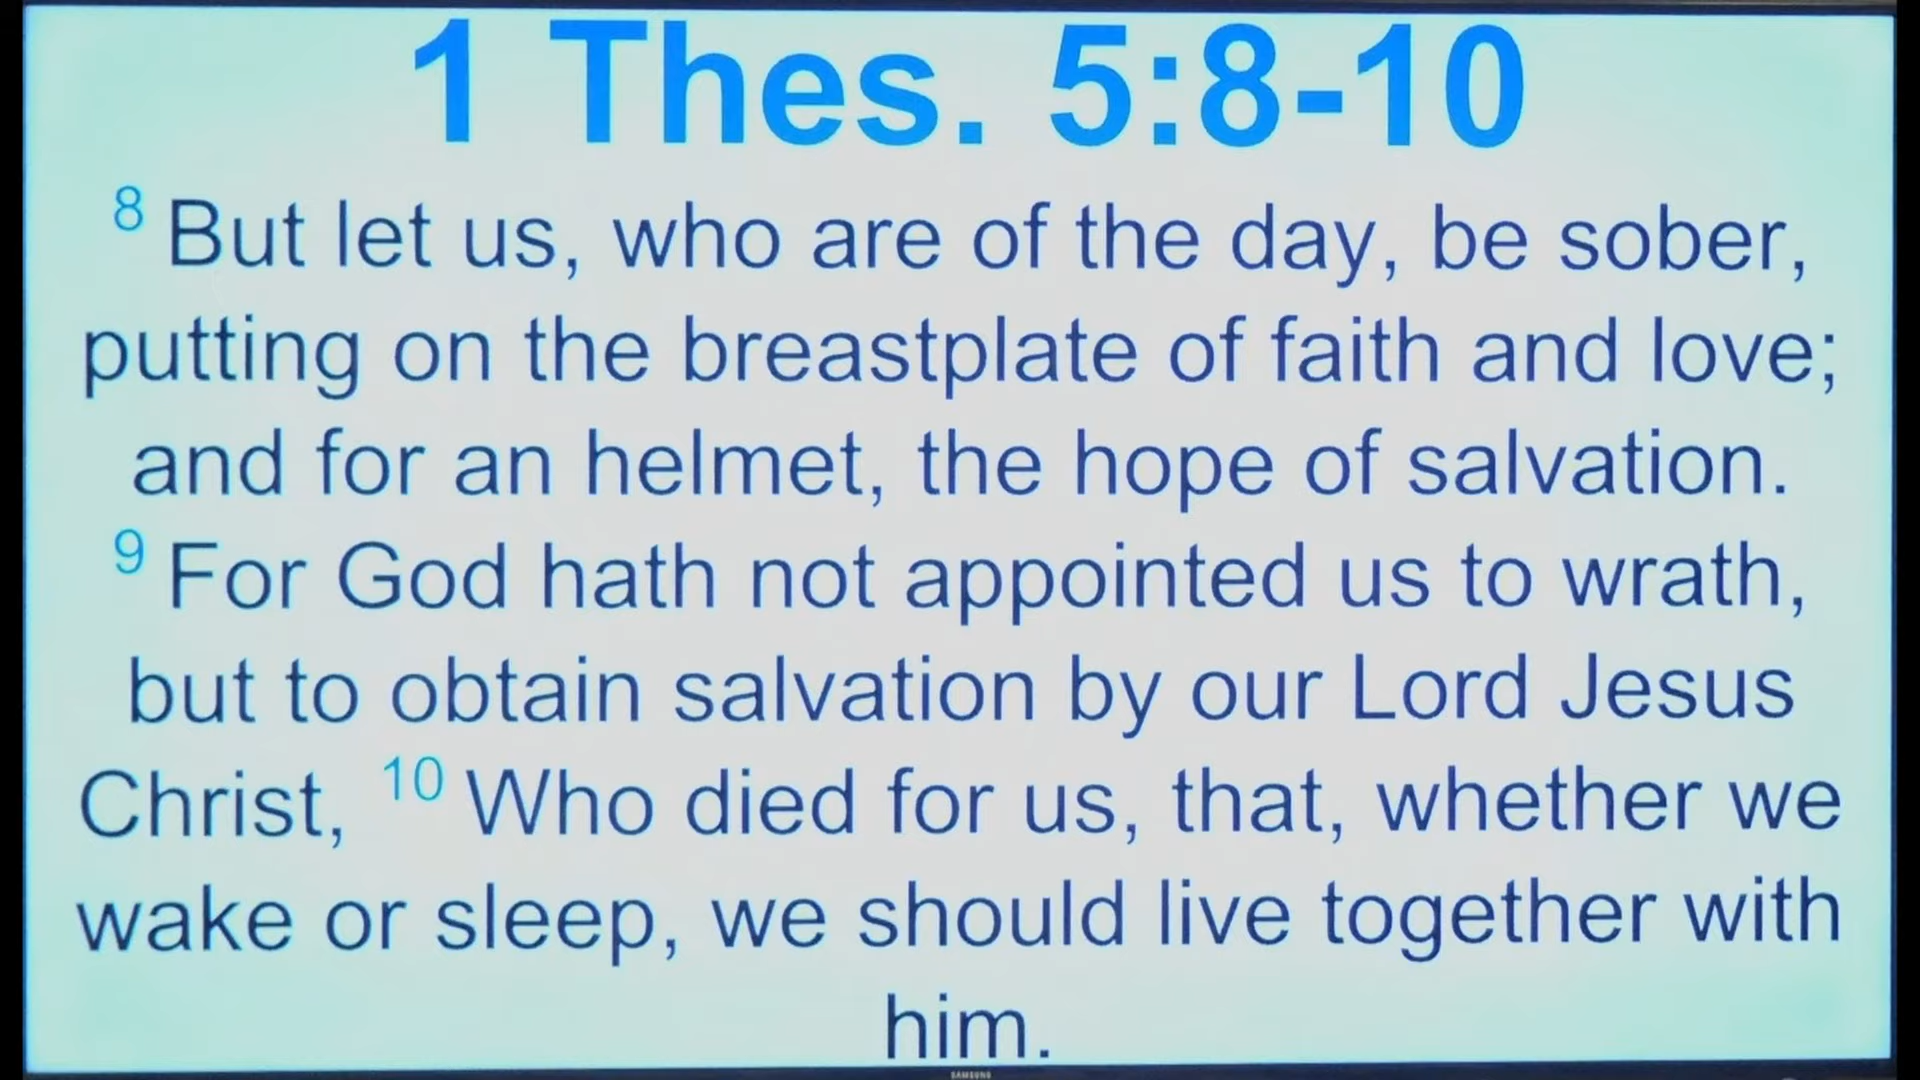 1 Thes. 5:8-10
8 But let us, who are of the day, be sober,
putting on the breastplate of faith and love;
and for an helmet, the hope of salvation.
9 For God hath not appointed us to wrath,
but to obtain salvation by our Lord Jesus
Christ, 10 Who died for us, that, whether we
wake or sleep, we should live together with
him.
SAMSUNG